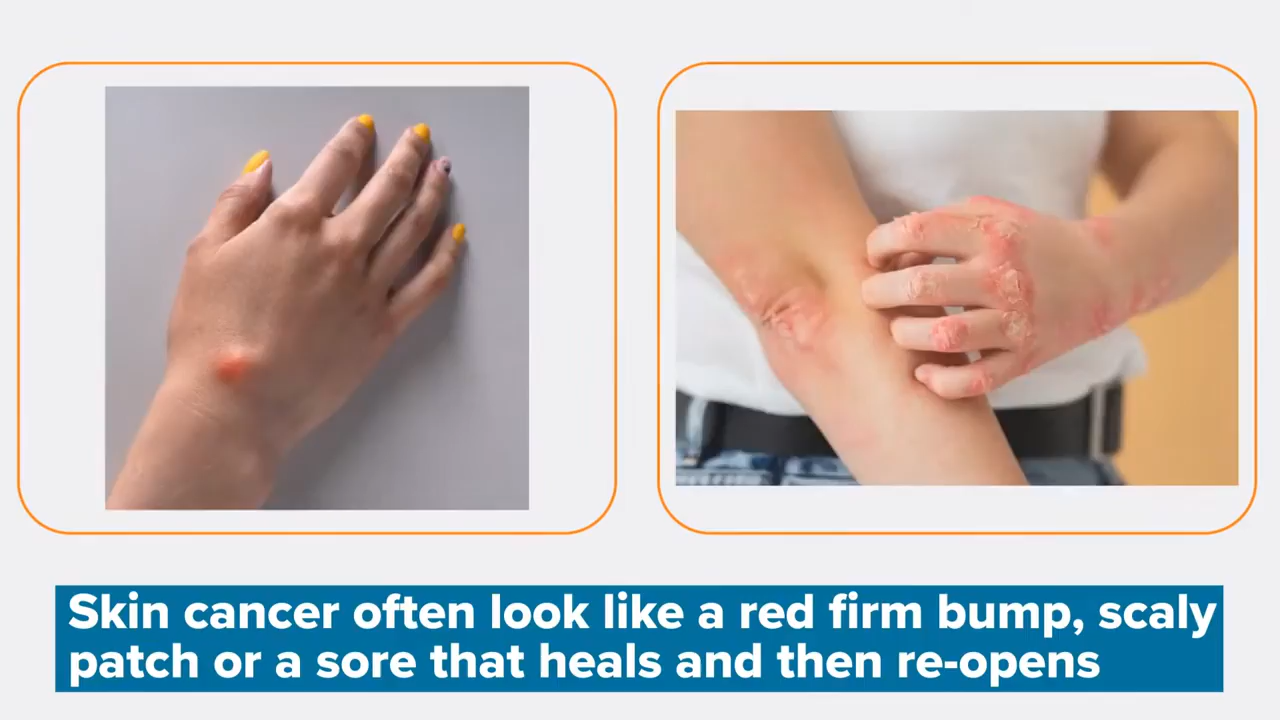 Skin cancer often look like a red firm bump, scaly
patch or a sore that heals and then re-opens